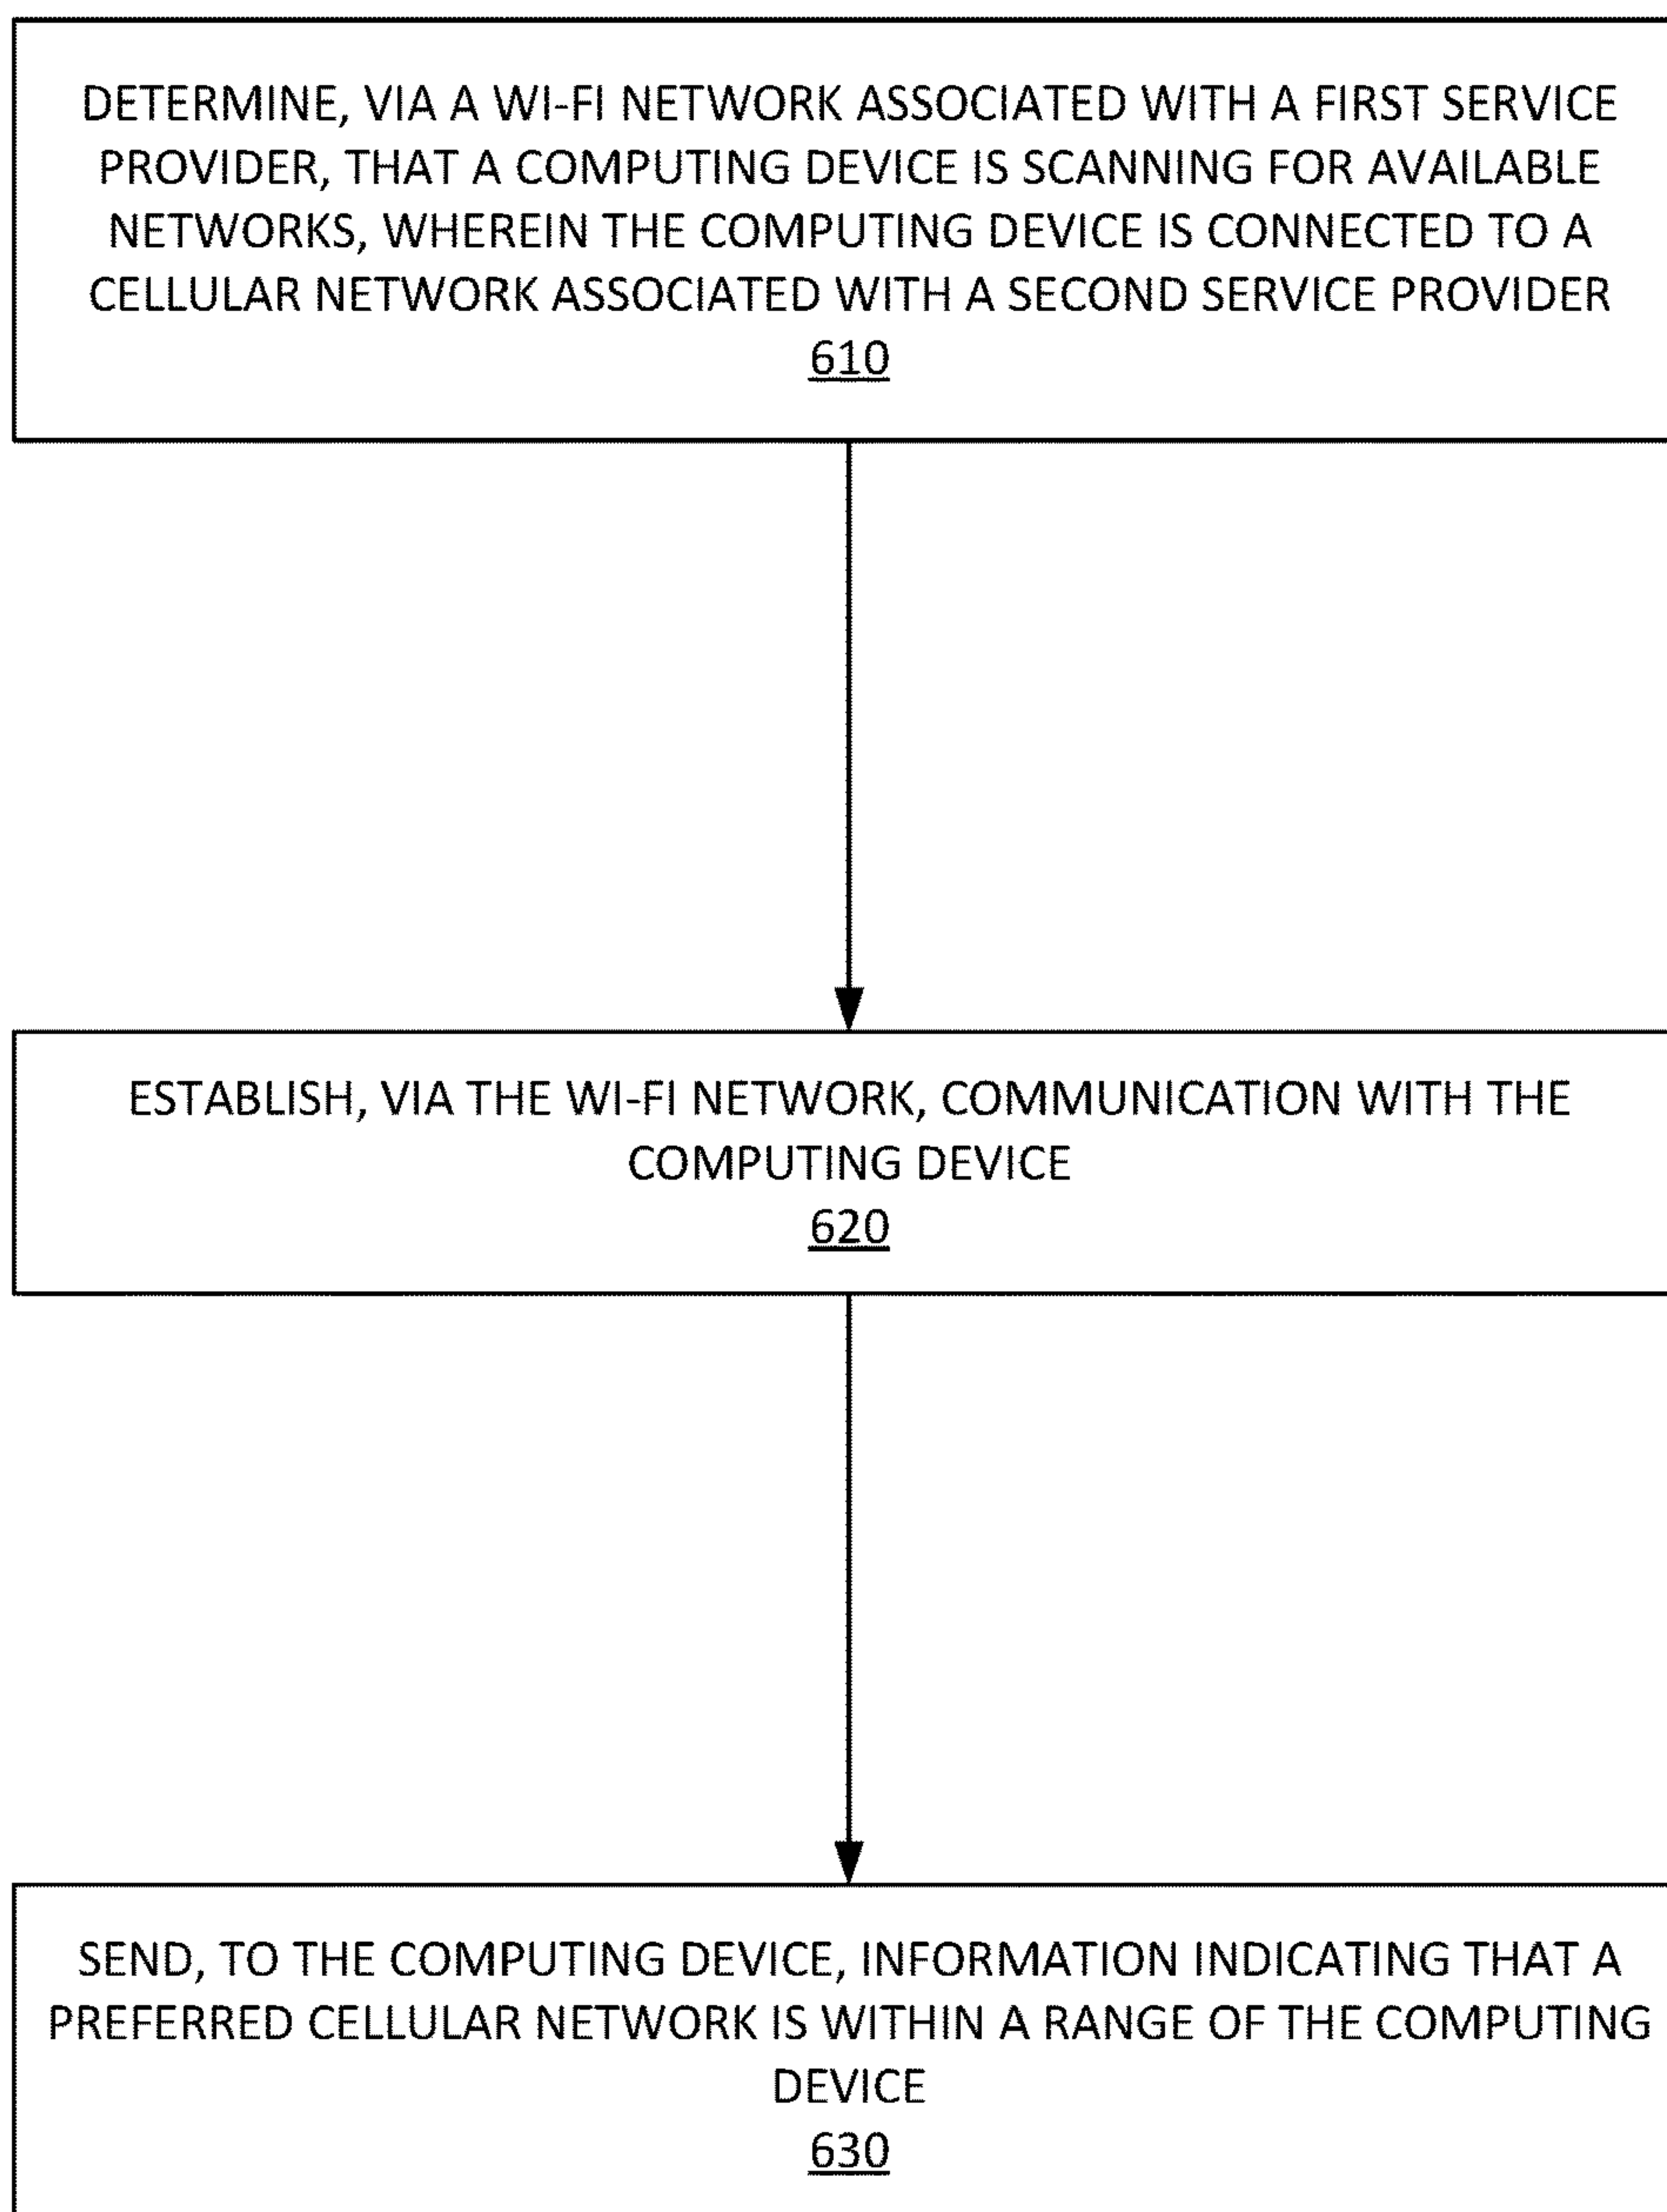 DETERMINE, VIA A WI-FI NETWORK ASSOCIATED WITH A FIRST SERVICE
PROVIDER, THAT A COMPUTING DEVICE IS SCANNING FOR AVAILABLE
NETWORKS, WHEREIN THE COMPUTING DEVICE IS CONNECTED TO A
CELLULAR NETWORK ASSOCIATED WITH A SECOND SERVICE PROVIDER
610
ESTABLISH, VIA THE WI-FI NETWORK, COMMUNICATION WITH THE
COMPUTING DEVICE
620
SEND, TO THE COMPUTING DEVICE, INFORMATION INDICATING THAT A
PREFERRED CELLULAR NETWORK IS WITHIN A RANGE OF THE COMPUTING
DEVICE
630